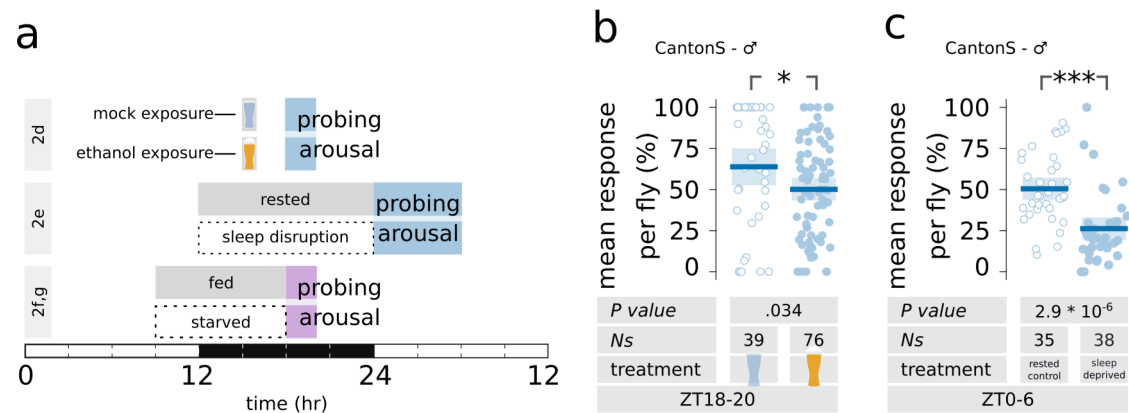 a
2d
mock exposure
ethanol exposure
probing
arousal
2e
rested
sleep disruption
probing
arousal
2f,g
fed
starved
probing
arousal
0 12 24 12
time (hr)
b
CantonS - ♂
*
mean response
per fly (%)
100
75
50
25
0
P value .034
Ns 39 76
treatment
ZT18-20
c
CantonS - ♂
***
mean response
per fly (%)
100
75
50
25
0
P value 2.9 * 10⁻⁶
Ns 35 38
treatment rested control sleep deprived
ZT0-6